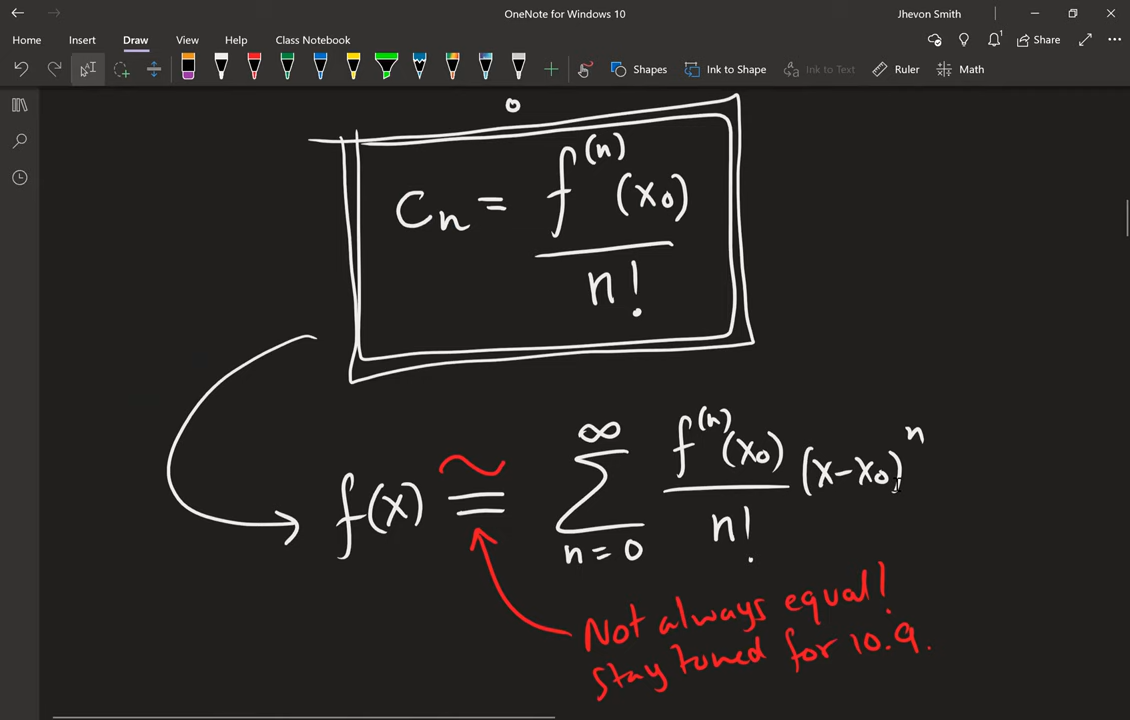 OneNote for Windows 10
Jhevon Smith
Home Insert Draw View Help Class Notebook
Share
Shapes Ink to Shape Ink to Text Ruler Math
0
Cn = f^(n)(x0) / n!
f(x) ≅ ∑_{n=0}^{∞} f^(n)(x0) / n! (x-x0)^n
Not always equal!
Stay tuned for 10.9.